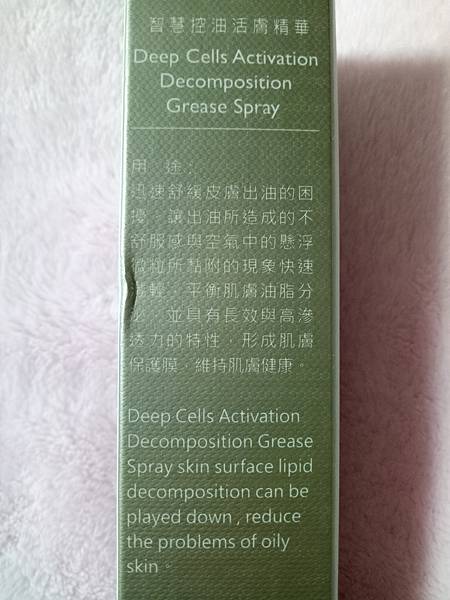 智慧控油活膚精華
Deep Cells Activation
Decomposition
Grease Spray
用 途:
迅速舒緩皮膚出油的困
擾，讓出油所造成的不
舒服感與空氣中的懸浮
微粒所黏附的現象快速
減輕，平衡肌膚油脂分
泌，並具有長效與高滲
透力的特性，形成肌膚
保護膜，維持肌膚健康。
Deep Cells Activation
Decomposition Grease
Spray skin surface lipid
decomposition can be
played down , reduce
the problems of oily
skin。